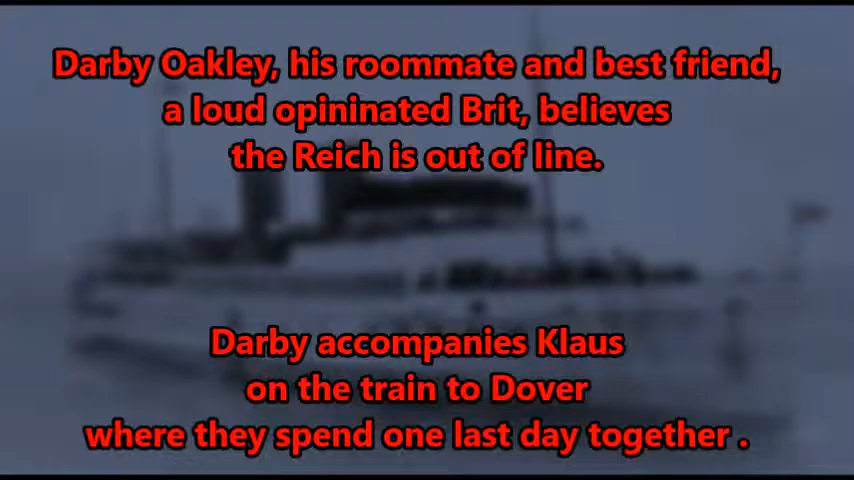 Darby Oakley, his roommate and best friend,
a loud opininated Brit, believes
the Reich is out of line.
Darby accompanies Klaus
on the train to Dover
where they spend one last day together .